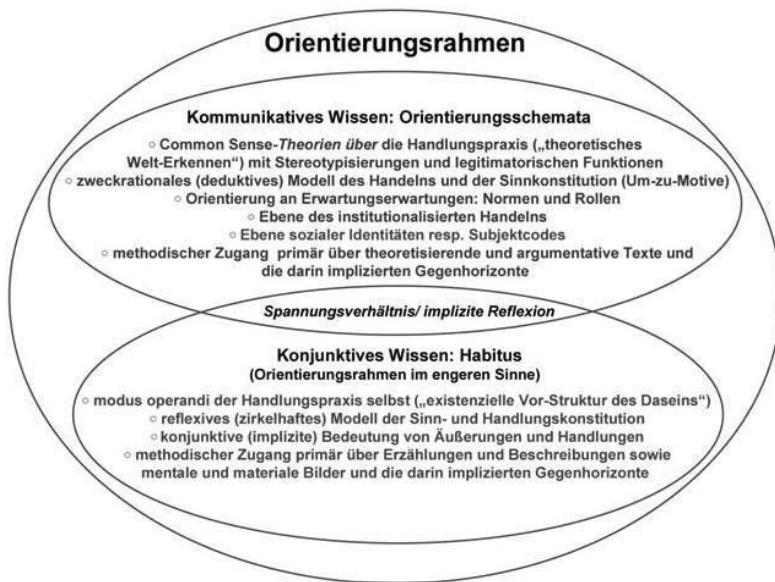 Orientierungsrahmen
Kommunikatives Wissen: Orientierungsschemata
○ Common Sense-Theorien über die Handlungspraxis („theoretisches
Welt-Erkennen“) mit Stereotypisierungen und legitimatorischen Funktionen
○ zweckrationales (deduktives) Modell des Handelns und der Sinnkonstitution (Um-zu-Motive)
○ Orientierung an Erwartungserwartungen: Normen und Rollen
○ Ebene des institutionalisierten Handelns
○ Ebene sozialer Identitäten resp. Subjektcodes
○ methodischer Zugang primär über theoretisierende und argumentative Texte und
die darin implizierten Gegenhorizonte
Spannungsverhältnis/ implizite Reflexion
Konjunktives Wissen: Habitus
(Orientierungsrahmen im engeren Sinne)
○ modus operandi der Handlungspraxis selbst („existenzielle Vor-Struktur des Daseins“)
○ reflexives (zirkelhaftes) Modell der Sinn- und Handlungskonstitution
○ konjunktive (implizite) Bedeutung von Äußerungen und Handlungen
○ methodischer Zugang primär über Erzählungen und Beschreibungen sowie
mentale und materiale Bilder und die darin implizierten Gegenhorizonte